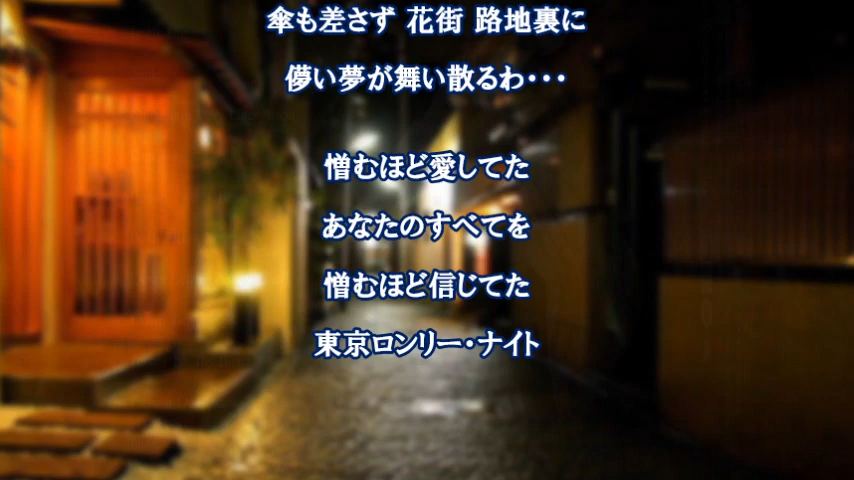 傘も差さず 花街 路地裏に
儚い夢が舞い散るわ・・・
憎むほど愛してた
あなたのすべてを
憎むほど信じてた
東京ロンリー・ナイト